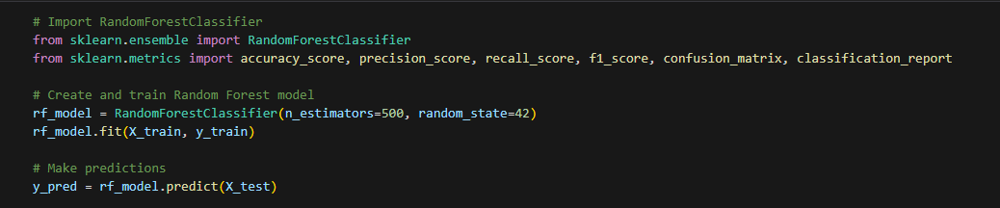 # Import RandomForestClassifier
from sklearn.ensemble import RandomForestClassifier
from sklearn.metrics import accuracy_score, precision_score, recall_score, f1_score, confusion_matrix, classification_report
# Create and train Random Forest model
rf_model = RandomForestClassifier(n_estimators=500, random_state=42)
rf_model.fit(X_train, y_train)
# Make predictions
y_pred = rf_model.predict(X_test)